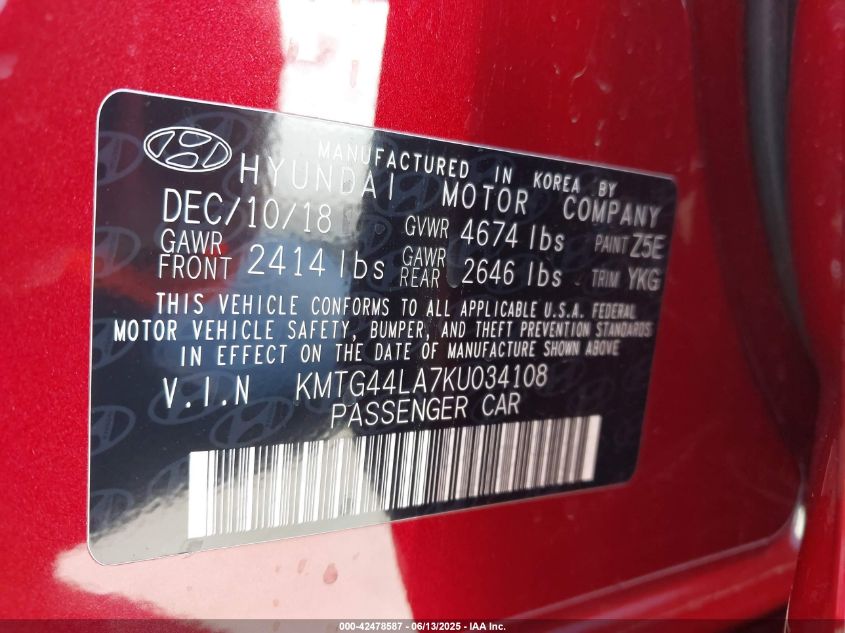 MANUFACTURED IN KOREA BY
HYUNDAI MOTOR COMPANY
DEC/10/18 GVWR 4674 lbs PAINT Z5E
GAWR FRONT 2414 lbs GAWR REAR 2646 lbs TRIM YKG
THIS VEHICLE CONFORMS TO ALL APPLICABLE U.S.A. FEDERAL
MOTOR VEHICLE SAFETY, BUMPER, AND THEFT PREVENTION STANDARDS
IN EFFECT ON THE DATE OF MANUFACTURE SHOWN ABOVE
V.I.N KMTG44LA7KU034108
PASSENGER CAR
000-42478587 - 06/13/2025 - IAA Inc.